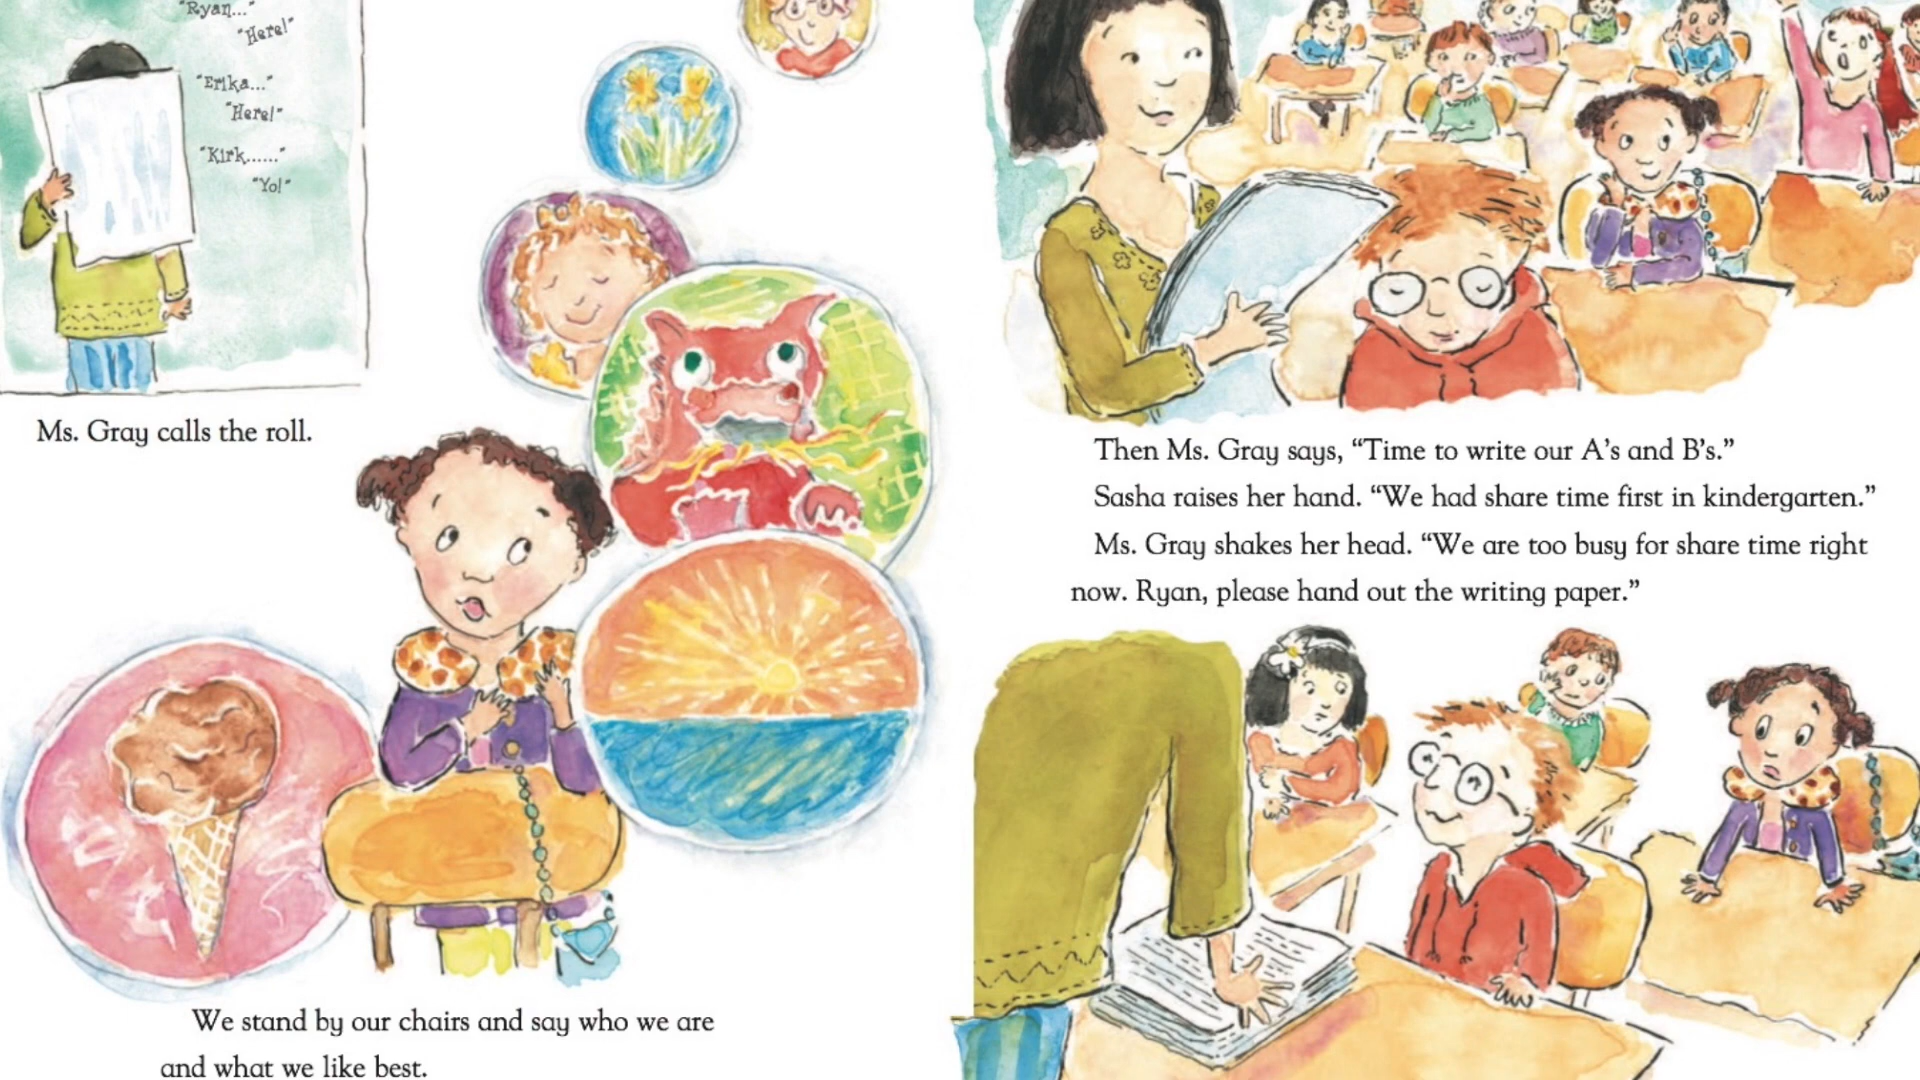 "Ryan..."
"Here!"
"Erika..."
"Here!"
"Kirk......"
"Yo!"
Ms. Gray calls the roll.
We stand by our chairs and say who we are
and what we like best.
Then Ms. Gray says, “Time to write our A’s and B’s.”
Sasha raises her hand. “We had share time first in kindergarten.”
Ms. Gray shakes her head. “We are too busy for share time right
now. Ryan, please hand out the writing paper.”